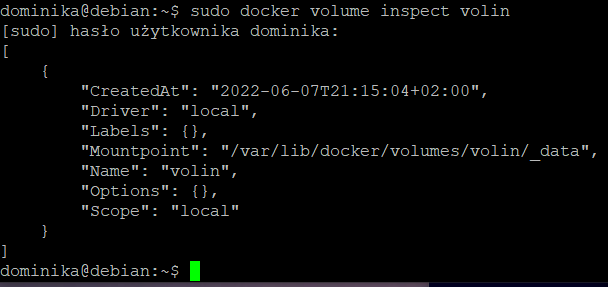 dominika@debian:~$ sudo docker volume inspect volin
[sudo] hasło użytkownika dominika:
[
    {
        "CreatedAt": "2022-06-07T21:15:04+02:00",
        "Driver": "local",
        "Labels": {},
        "Mountpoint": "/var/lib/docker/volumes/volin/_data",
        "Name": "volin",
        "Options": {},
        "Scope": "local"
    }
]
dominika@debian:~$